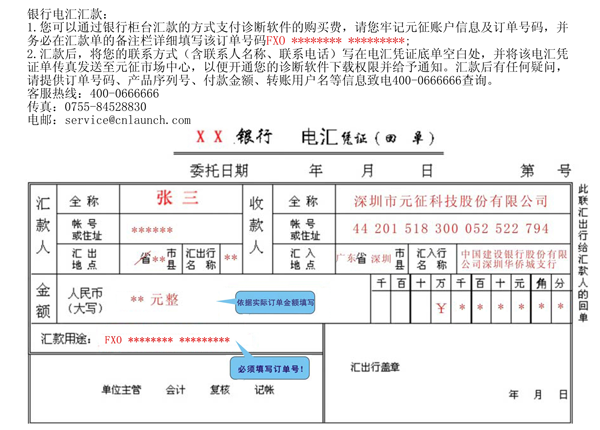 银行电汇汇款：
1.您可以通过银行柜台汇款的方式支付诊断软件的购买费，请您牢记元征账户信息及订单号码，并
务必在汇款单的备注栏详细填写该订单号码FXO ******** *********;
2.汇款后，将您的联系方式（含联系人名称、联系电话）写在电汇凭证底单空白处，并将该电汇凭
证单传真发送至元征市场中心，以便开通您的诊断软件下载权限并给予通知。汇款后有任何疑问，
请提供订单号码、产品序列号、付款金额、转账用户名等信息致电400-0666666查询。
客服热线：400-0666666
传真：0755-84528830
电邮：service@cnlaunch.com
X X 银行 电汇凭证（回 单）
委托日期 年 月 日 第 号
汇款人 全 称 张 三 收款人 全 称 深圳市元征科技股份有限公司
帐 号 或住址 ****** 帐 号 或住址 44 201 518 300 052 522 794
汇 出 地 点 省**市县 汇出行 名 称 ** 汇 入 地 点 广东省 深圳 市县 汇入行 名 称 中国建设银行股份有限公司深圳华侨城支行
金额 人民币 （大写） ** 元整 依据实际订单金额填写 千 百 十 万 千 百 十 元 角 分
￥ * * * * * *
汇款用途： FXO ******** *********
必须填写订单号！
汇出行盖章
单位主管 会计 复核 记帐
年 月 日
此联汇出行给汇款人的回单